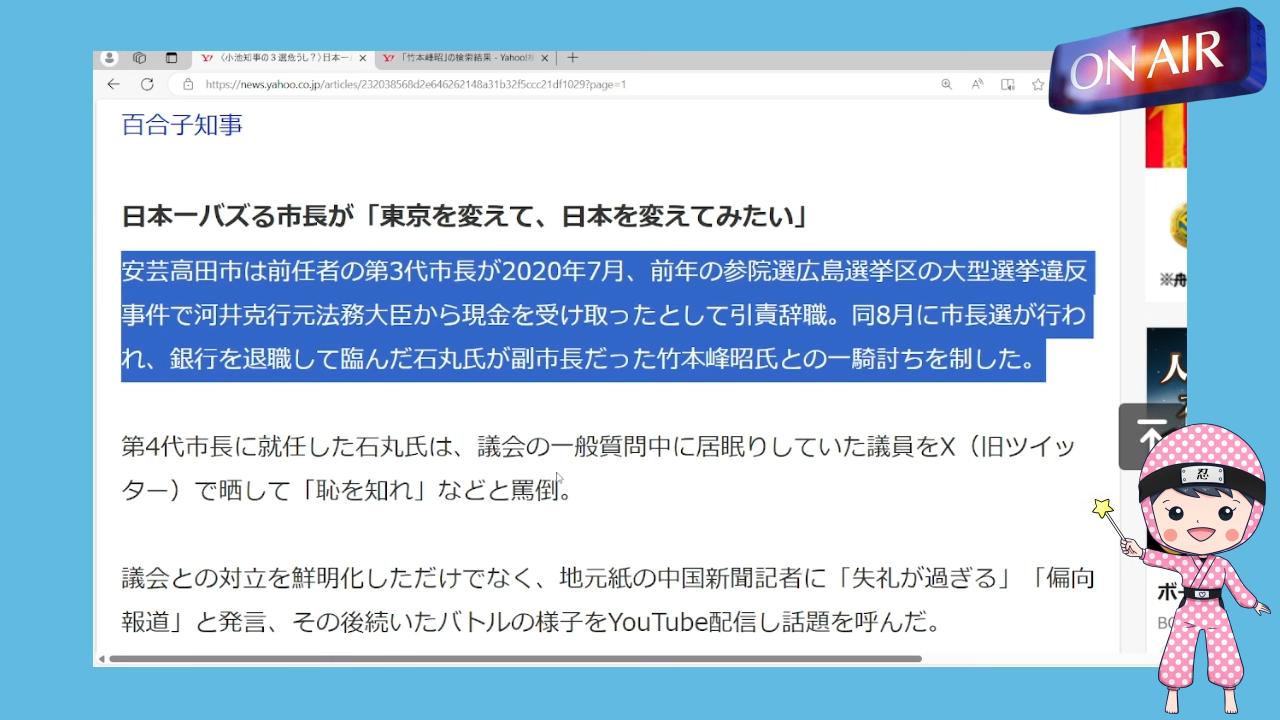 〈小池知事の3選危うし?〉日本一
「竹本峰昭」の検索結果 - Yahoo!
https://news.yahoo.co.jp/articles/232038568d2e646262148a31b32f5ccc21df1029?page=1
ON AIR
百合子知事
日本一バズる市長が「東京を変えて、日本を変えてみたい」
安芸高田市は前任者の第3代市長が2020年7月、前年の参院選広島選挙区の大型選挙違反
事件で河井克行元法務大臣から現金を受け取ったとして引責辞職。同8月に市長選が行わ
れ、銀行を退職して臨んだ石丸氏が副市長だった竹本峰昭氏との一騎討ちを制した。
第4代市長に就任した石丸氏は、議会の一般質問中に居眠りしていた議員をX(旧ツイッ
ター)で晒して「恥を知れ」などと罵倒。
議会との対立を鮮明化しただけでなく、地元紙の中国新聞記者に「失礼が過ぎる」「偏向
報道」と発言、その後続いたバトルの様子をYouTube配信し話題を呼んだ。
※舟
人
忍
ボー
BO